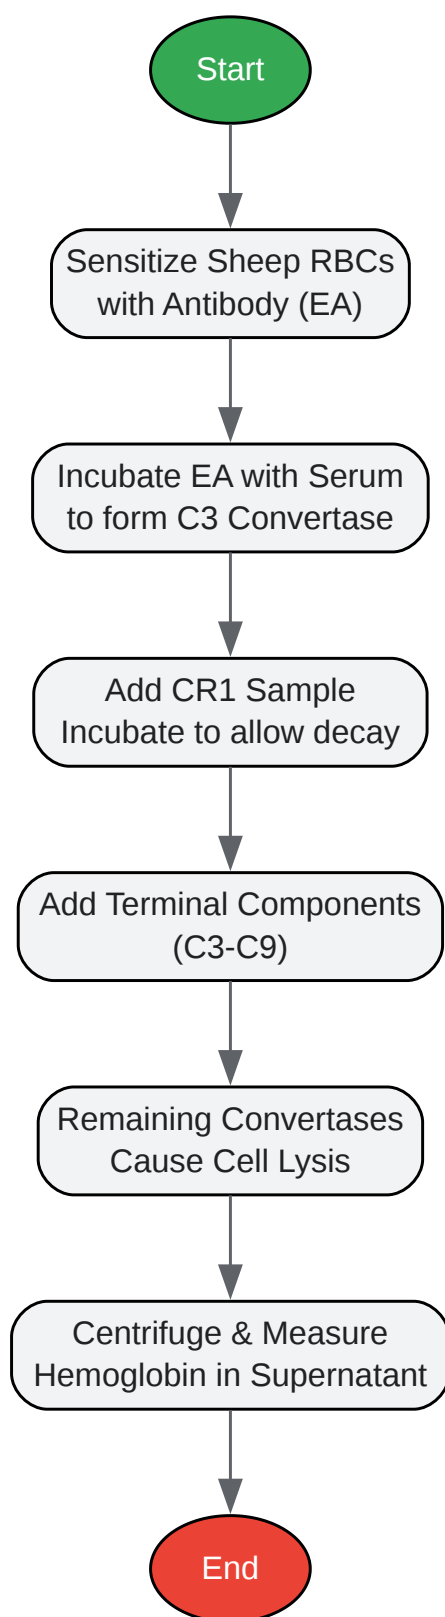 Start
Sensitize Sheep RBCs
with Antibody (EA)
Incubate EA with Serum
to form C3 Convertase
Add CR1 Sample
Incubate to allow decay
Add Terminal Components
(C3-C9)
Remaining Convertases
Cause Cell Lysis
Centrifuge & Measure
Hemoglobin in Supernatant
End